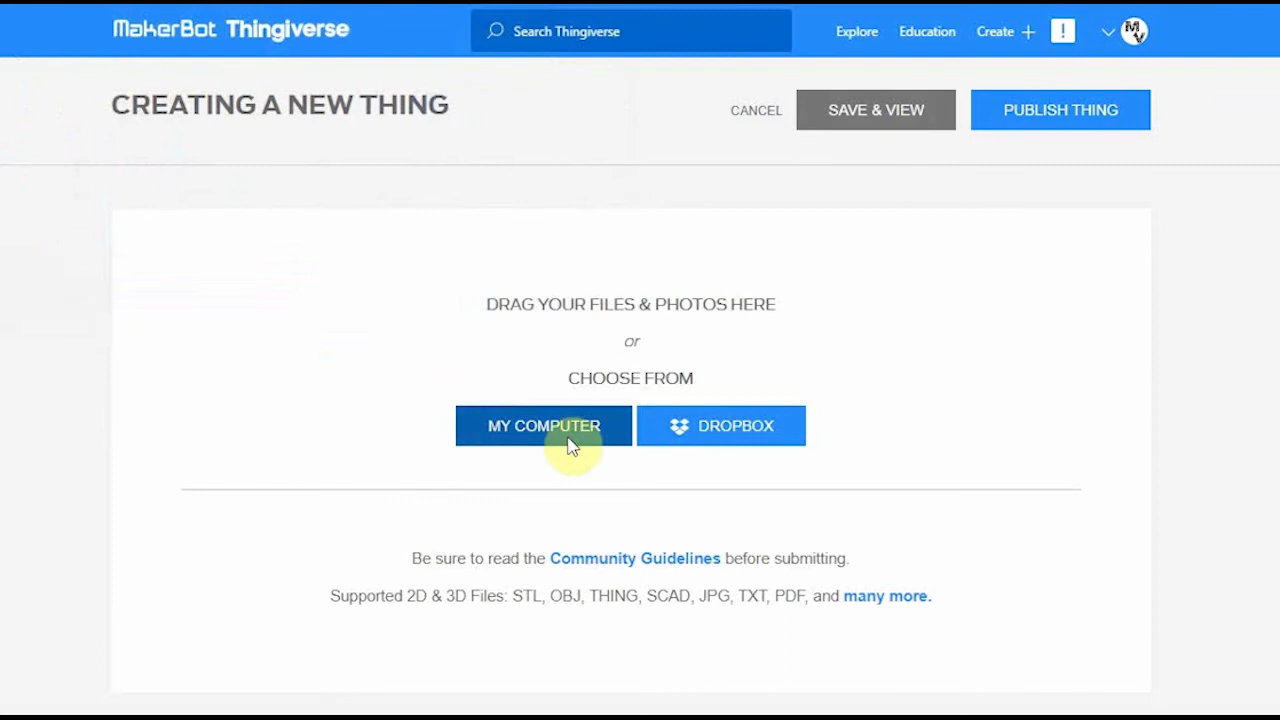 MakerBot Thingiverse
Search Thingiverse
Explore
Education
Create +
!
MV
CREATING A NEW THING
CANCEL
SAVE & VIEW
PUBLISH THING
DRAG YOUR FILES & PHOTOS HERE
or
CHOOSE FROM
MY COMPUTER
DROPBOX
Be sure to read the Community Guidelines before submitting.
Supported 2D & 3D Files: STL, OBJ, THING, SCAD, JPG, TXT, PDF, and many more.